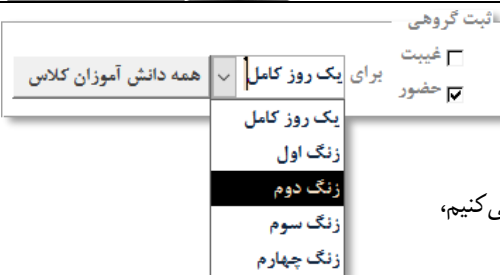 ثبت گروهی
غیبت
حضور
برای یک روز کامل همه دانش آموزان کلاس
یک روز کامل
زنگ اول
زنگ دوم
زنگ سوم
زنگ چهارم
کنیم،